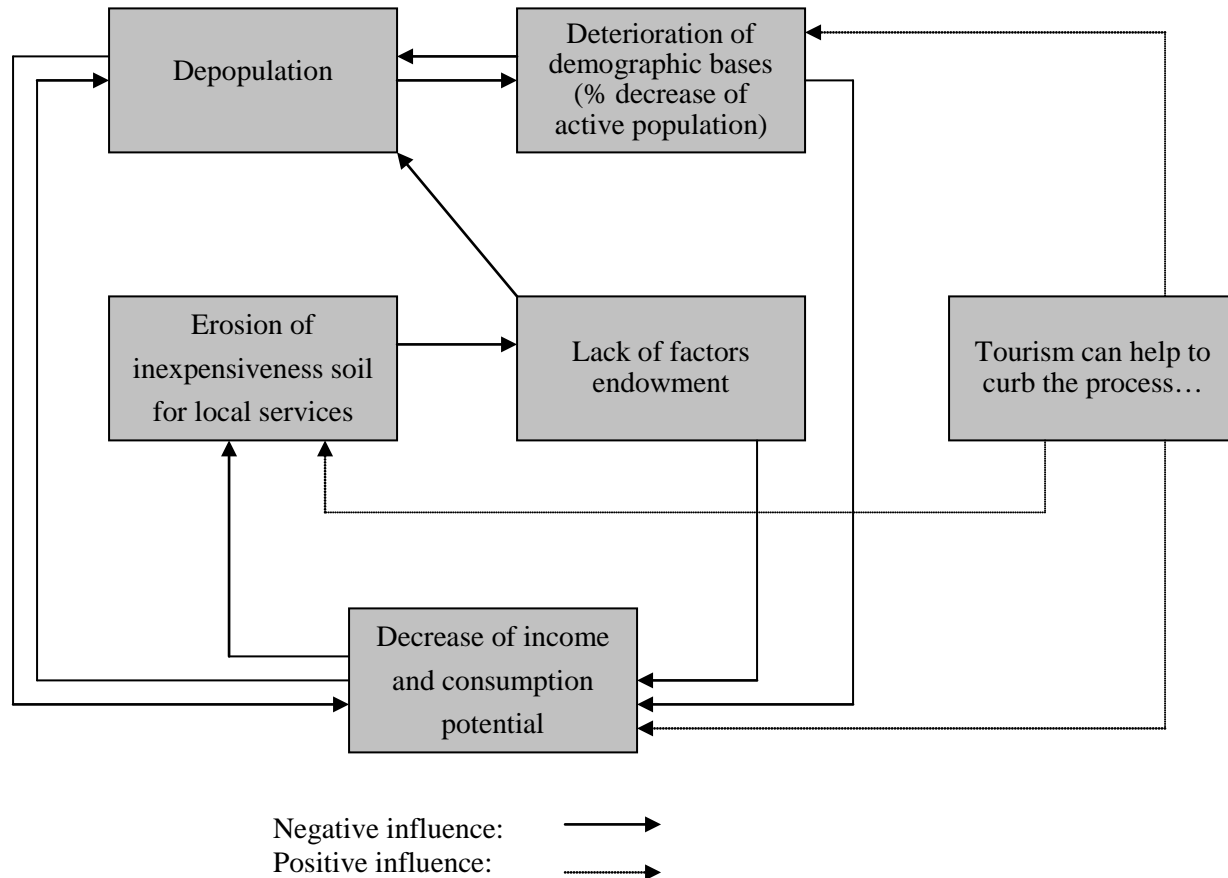 Depopulation
Deterioration of
demographic bases
(% decrease of
active population)
Erosion of
inexpensiveness soil
for local services
Lack of factors
endowment
Tourism can help to
curb the process…
Decrease of income
and consumption
potential
Negative influence:
Positive influence: